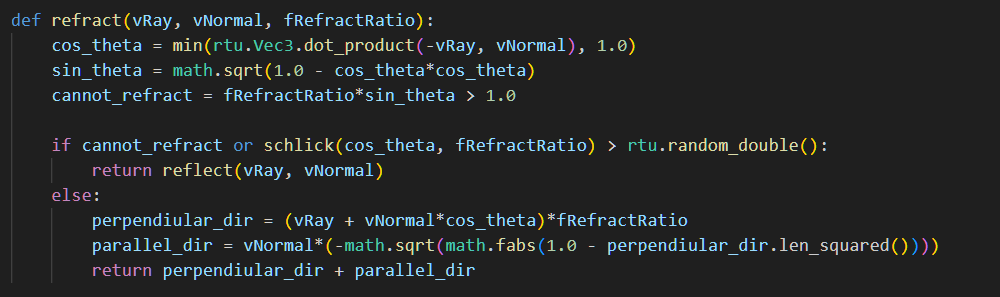 def refract(vRay, vNormal, fRefractRatio):
    cos_theta = min(rtu.Vec3.dot_product(-vRay, vNormal), 1.0)
    sin_theta = math.sqrt(1.0 - cos_theta*cos_theta)
    cannot_refract = fRefractRatio*sin_theta > 1.0

    if cannot_refract or schlick(cos_theta, fRefractRatio) > rtu.random_double():
        return reflect(vRay, vNormal)
    else:
        perpendiular_dir = (vRay + vNormal*cos_theta)*fRefractRatio
        parallel_dir = vNormal*(-math.sqrt(math.fabs(1.0 - perpendiular_dir.len_squared())))
        return perpendiular_dir + parallel_dir